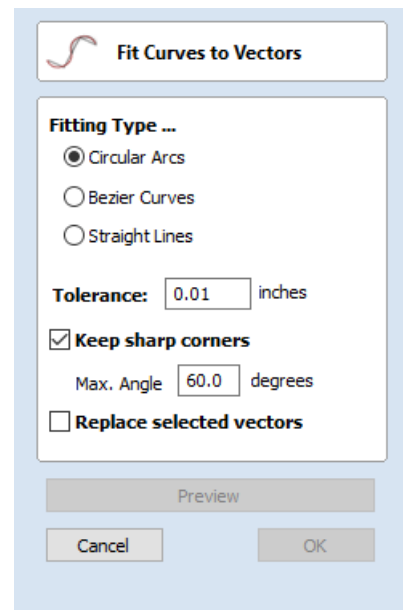 Fit Curves to Vectors
Fitting Type ...
Circular Arcs
Bezier Curves
Straight Lines
Tolerance: 0.01 inches
Keep sharp corners
Max. Angle 60.0 degrees
Replace selected vectors
Preview
Cancel OK